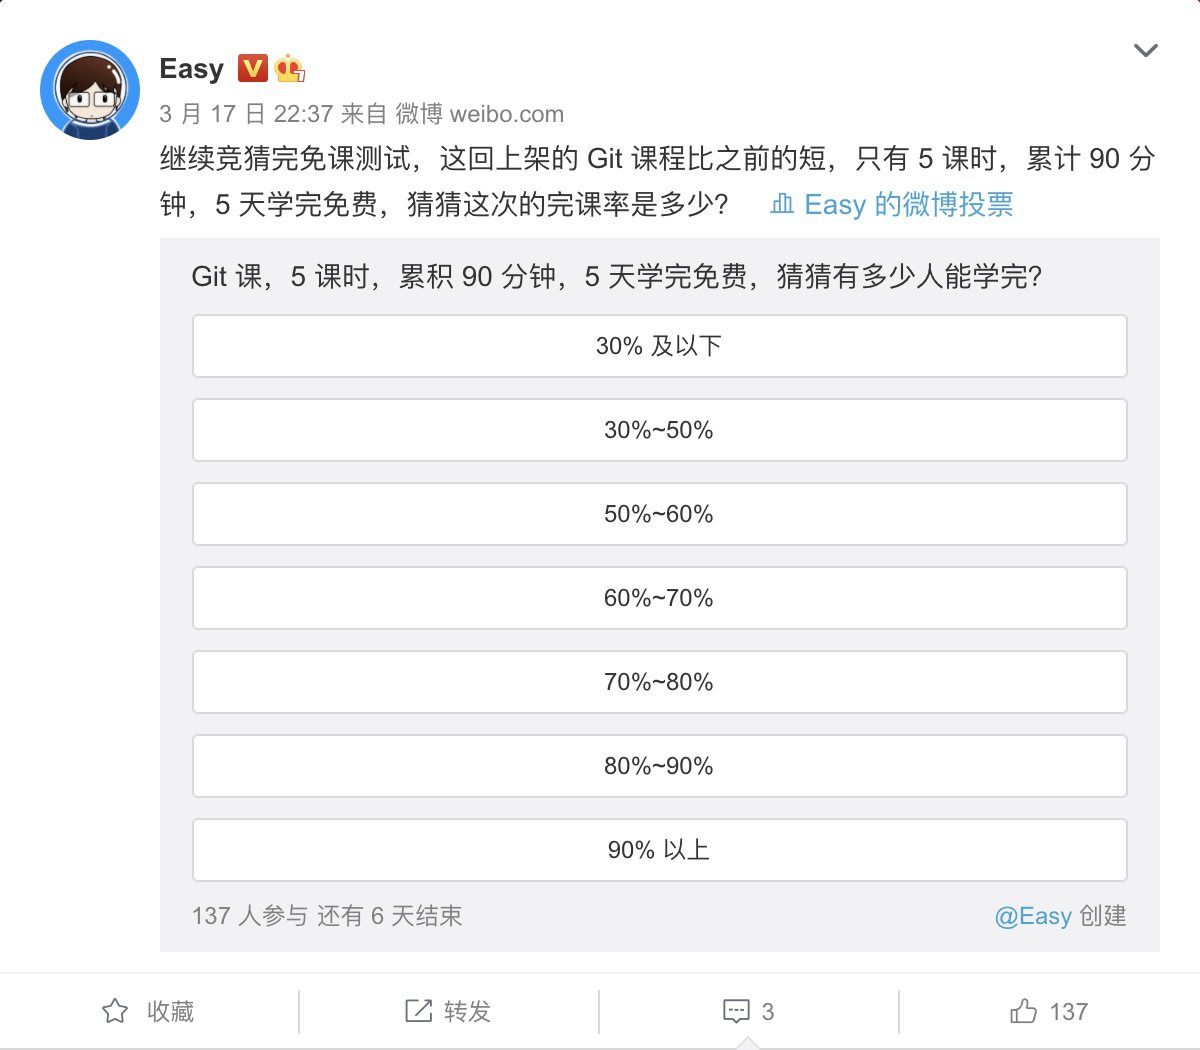 Easy
3 月 17 日 22:37 来自 微博 weibo.com
继续竞猜完免课测试，这回上架的 Git 课程比之前的短，只有 5 课时，累计 90 分
钟，5 天学完免费，猜猜这次的完课率是多少? Easy 的微博投票
Git 课，5 课时，累积 90 分钟，5 天学完免费，猜猜有多少人能学完?
30% 及以下
30%~50%
50%~60%
60%~70%
70%~80%
80%~90%
90% 以上
137 人参与 还有 6 天结束 @Easy 创建
收藏 转发 3 137